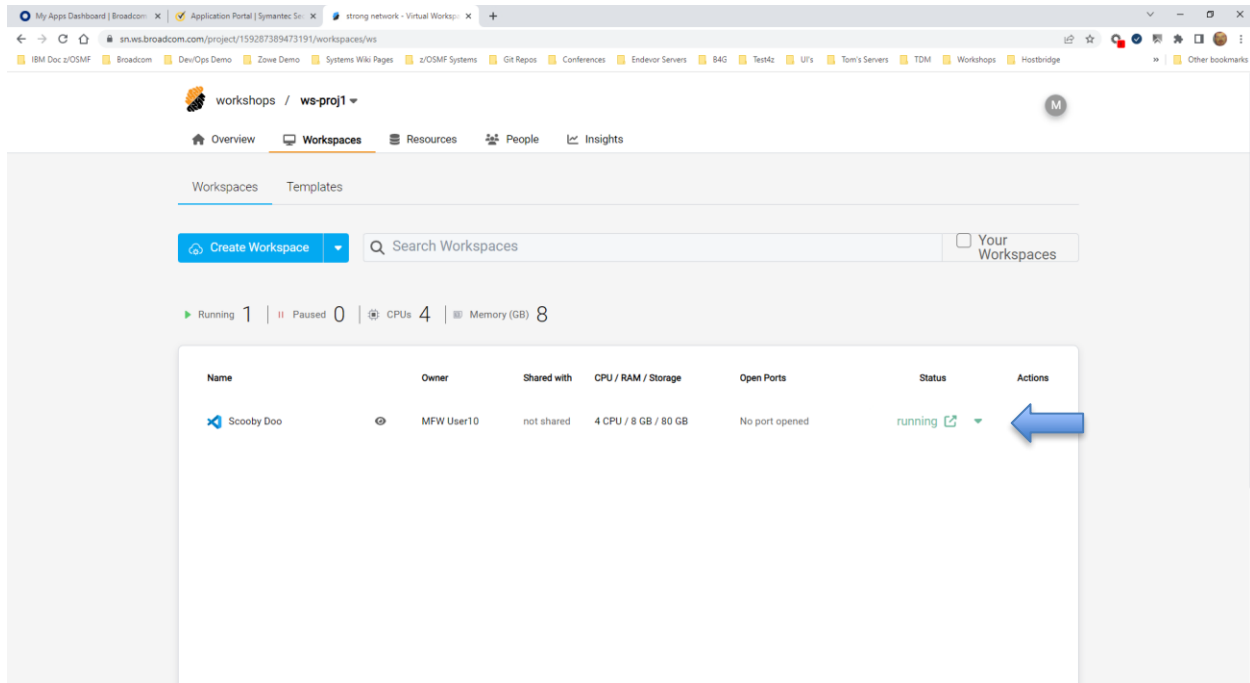 My Apps Dashboard | Broadcom
Application Portal | Symantec Sec
strong network - Virtual Workspa
sn.ws.broadcom.com/project/159287389473191/workspaces/ws
IBM Doc z/OSMF Broadcom Dev/Ops Demo Zowe Demo Systems Wiki Pages z/OSMF Systems Git Repos Conferences Endevor Servers B4G Test4z UI's Tom's Servers TDM Workshops Hostbridge » Other bookmarks
workshops / ws-proj1
M
Overview Workspaces Resources People Insights
Workspaces Templates
Create Workspace
Search Workspaces
Your
Workspaces
Running 1 Paused 0 CPUs 4 Memory (GB) 8
Name Owner Shared with CPU / RAM / Storage Open Ports Status Actions
Scooby Doo MFW User10 not shared 4 CPU / 8 GB / 80 GB No port opened running